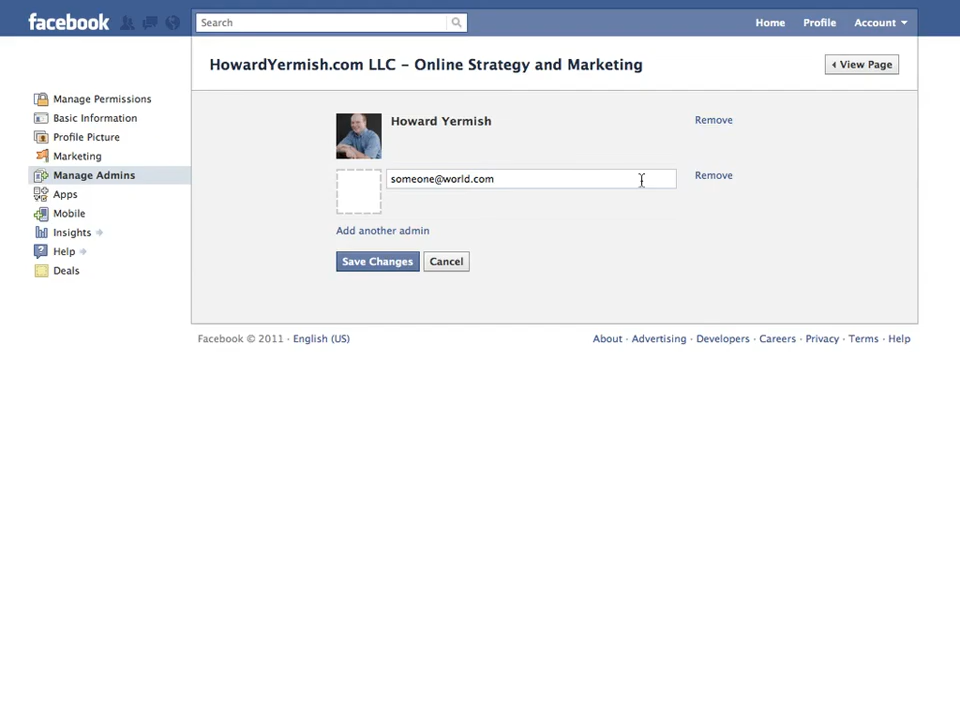 facebook
Search
Home Profile Account
HowardYermish.com LLC – Online Strategy and Marketing
View Page
Manage Permissions
Basic Information
Profile Picture
Marketing
Manage Admins
Apps
Mobile
Insights
Help
Deals
Howard Yermish
Remove
someone@world.com
Remove
Add another admin
Save Changes Cancel
Facebook © 2011 · English (US)
About · Advertising · Developers · Careers · Privacy · Terms · Help